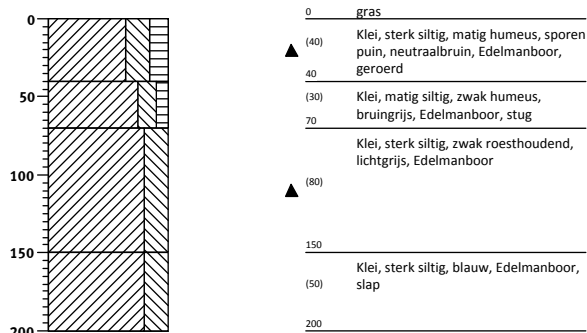 0
50
100
150
200
0 gras
(40) Klei, sterk siltig, matig humeus, sporen
puin, neutraalbruin, Edelmanboor,
geroerd
40
(30) Klei, matig siltig, zwak humeus,
bruingrijs, Edelmanboor, stug
70
Klei, sterk siltig, zwak roesthoudend,
lichtgrijs, Edelmanboor
(80)
150
(50) Klei, sterk siltig, blauw, Edelmanboor,
slap
200